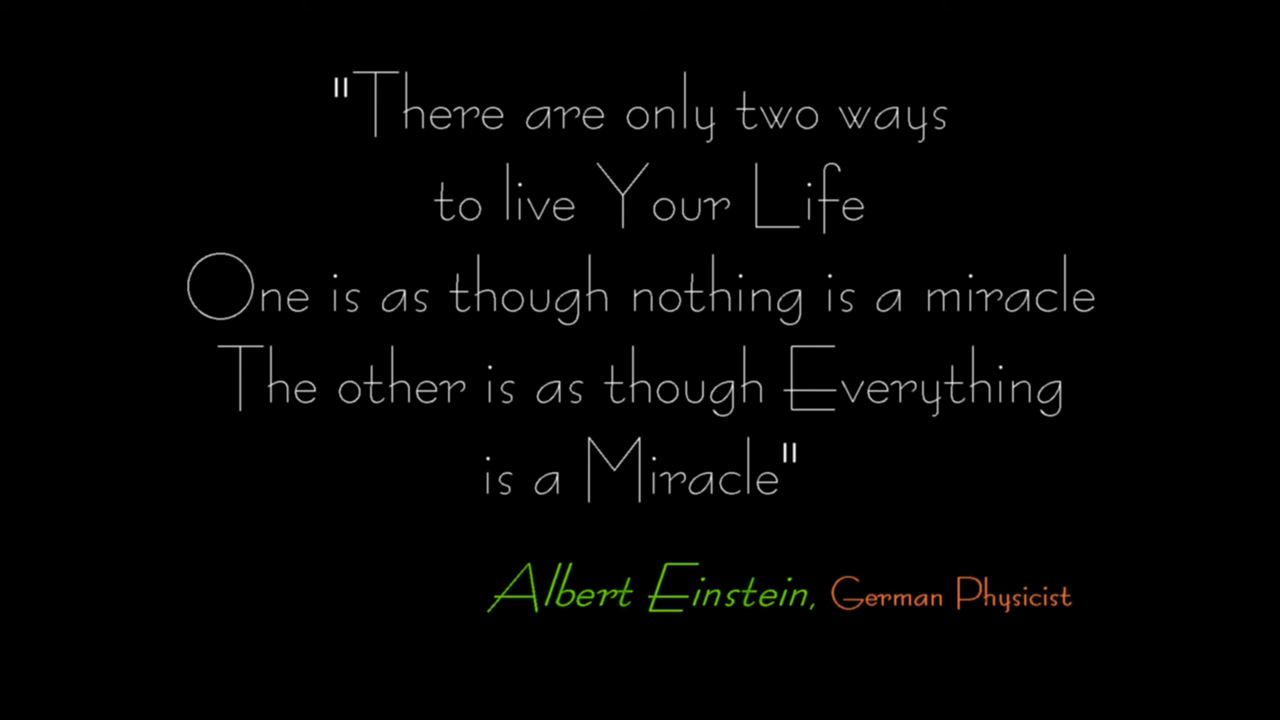 "There are only two ways
to live Your Life
One is as though nothing is a miracle
The other is as though Everything
is a Miracle"
Albert Einstein, German Physicist